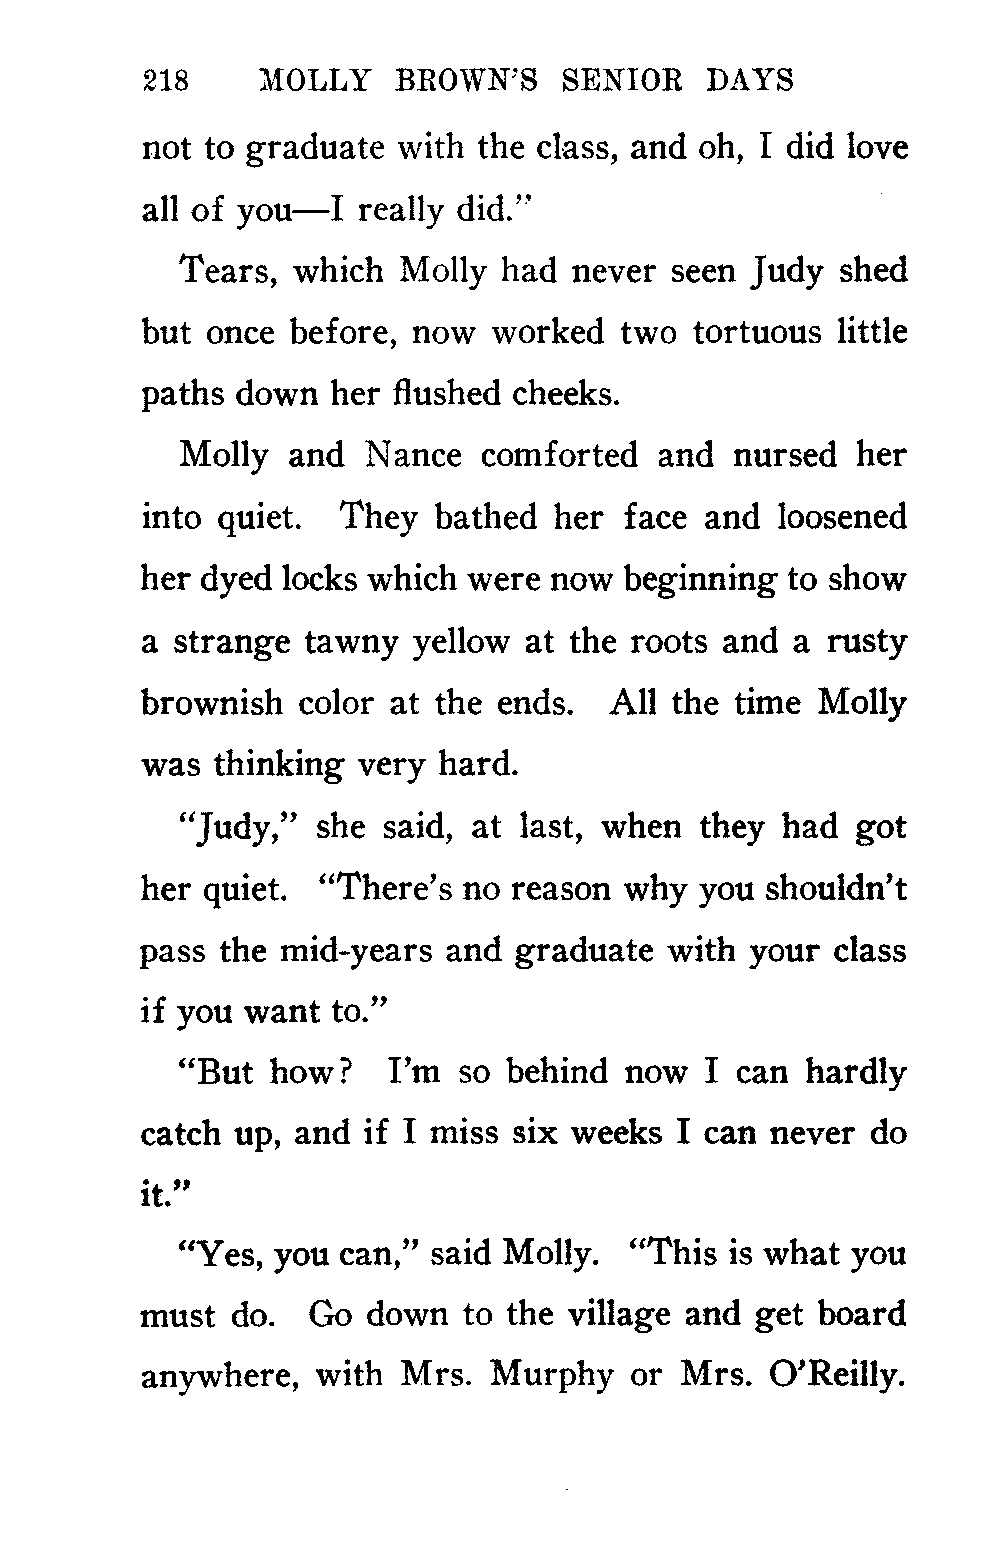 218 MOLLY BROWN'S SENIOR DAYS
not to graduate with the class, and oh, I did love
all of you—I really did."
Tears, which Molly had never seen Judy shed
but once before, now worked two tortuous little
paths down her flushed cheeks.
Molly and Nance comforted and nursed her
into quiet. They bathed her face and loosened
her dyed locks which were now beginning to show
a strange tawny yellow at the roots and a rusty
brownish color at the ends. All the time Molly
was thinking very hard.
"Judy," she said, at last, when they had got
her quiet. "There's no reason why you shouldn't
pass the mid-years and graduate with your class
if you want to."
"But how? I'm so behind now I can hardly
catch up, and if I miss six weeks I can never do
it."
"Yes, you can," said Molly. "This is what you
must do. Go down to the village and get board
anywhere, with Mrs. Murphy or Mrs. O'Reilly.